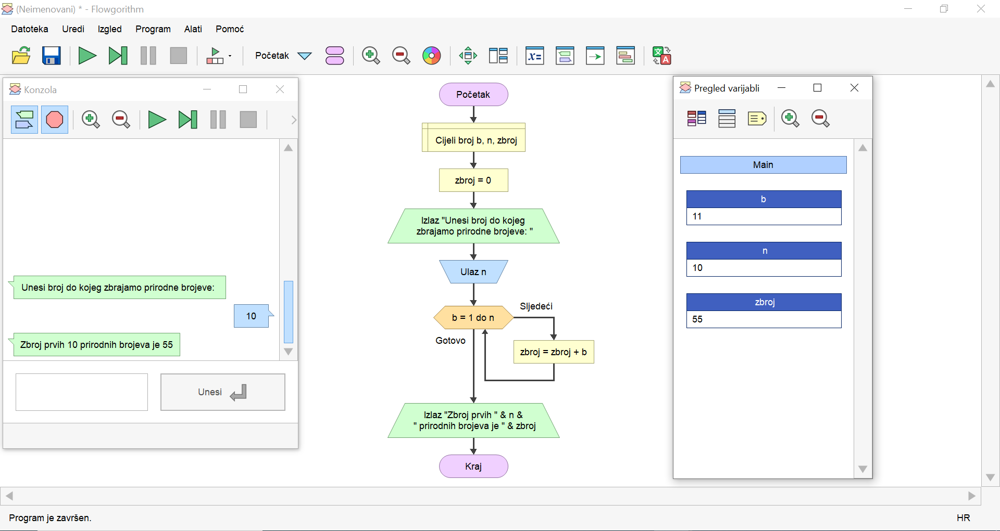 (Neimenovani) * - Flowgorithm
Datoteka Uredi Izgled Program Alati Pomoć
Početak
x=
文
A
Konzola
Unesi broj do kojeg zbrajamo prirodne brojeve:
10
Zbroj prvih 10 prirodnih brojeva je 55
Unesi
Početak
Cijeli broj b, n, zbroj
zbroj = 0
Izlaz "Unesi broj do kojeg
zbrajamo prirodne brojeve: "
Ulaz n
b = 1 do n
Sljedeći
Gotovo
zbroj = zbroj + b
Izlaz "Zbroj prvih " & n &
" prirodnih brojeva je " & zbroj
Kraj
Pregled varijabli
Main
b
11
n
10
zbroj
55
Program je završen.
HR